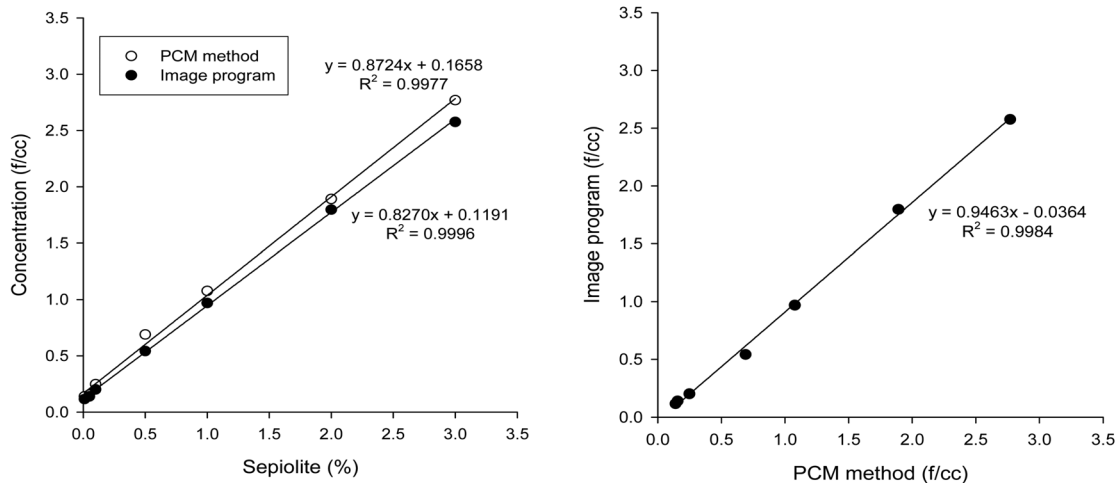 3.5
3.0
2.5
2.0
1.5
1.0
0.5
0.0
Concentration (f/cc)
PCM method
Image program
y = 0.8724x + 0.1658
R² = 0.9977
y = 0.8270x + 0.1191
R² = 0.9996
0.0 0.5 1.0 1.5 2.0 2.5 3.0 3.5
Sepiolite (%)
3.5
3.0
2.5
2.0
1.5
1.0
0.5
0.0
Image program (f/cc)
y = 0.9463x - 0.0364
R² = 0.9984
0.0 0.5 1.0 1.5 2.0 2.5 3.0 3.5
PCM method (f/cc)